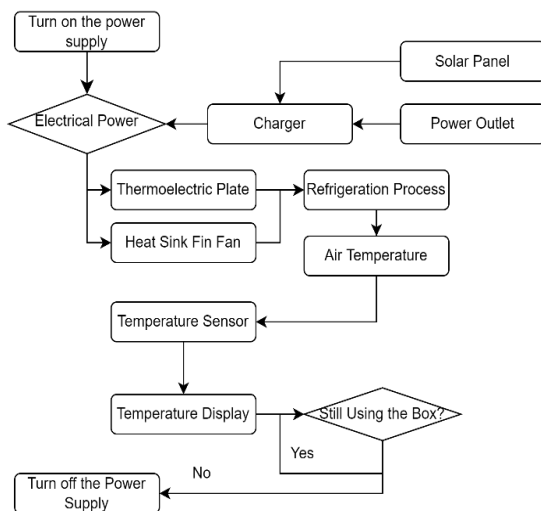 Turn on the power
supply
Solar Panel
Electrical Power
Charger
Power Outlet
Thermoelectric Plate
Refrigeration Process
Heat Sink Fin Fan
Air Temperature
Temperature Sensor
Temperature Display
Still Using the Box?
Yes
No
Turn off the Power
Supply